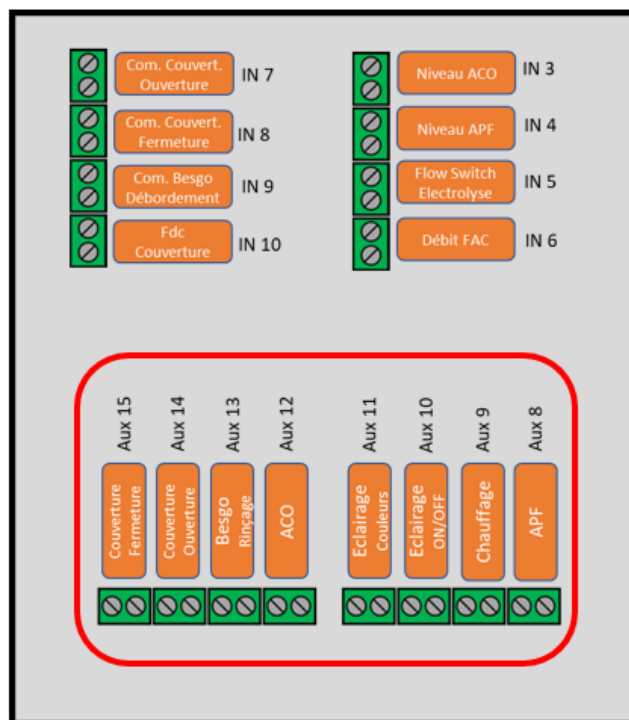 Com. Couvert.
Ouverture
IN 7
Com. Couvert.
Fermeture
IN 8
Com. Besgo
Débordement
IN 9
Fdc
Couverture
IN 10
Niveau ACO
IN 3
Niveau APF
IN 4
Flow Switch
Electrolyse
IN 5
Débit FAC
IN 6
Aux 15
Couverture
Fermeture
Aux 14
Couverture
Ouverture
Aux 13
Besgo
Rinçage
Aux 12
ACO
Aux 11
Eclairage
Couleurs
Aux 10
Eclairage
ON/OFF
Aux 9
Chauffage
Aux 8
APF